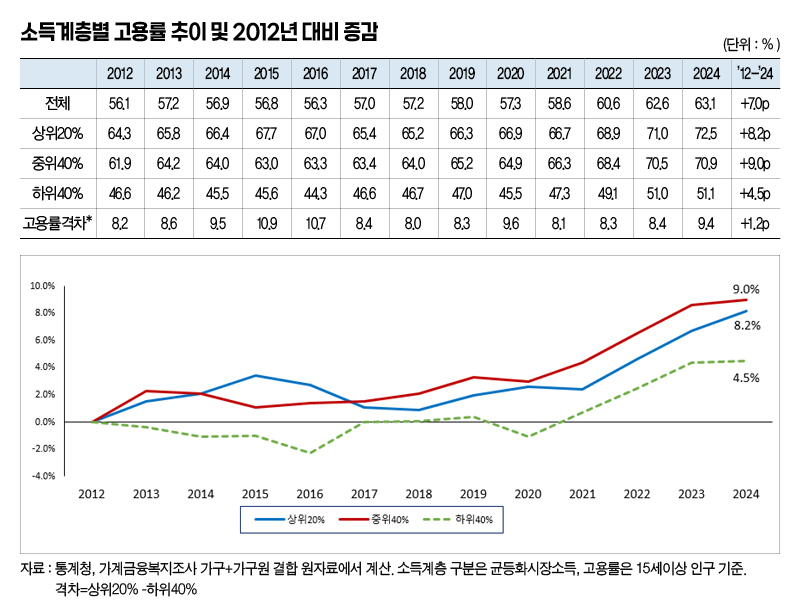 소득계층별 고용률 추이 및 2012년 대비 증감
(단위 : %)
2012 2013 2014 2015 2016 2017 2018 2019 2020 2021 2022 2023 2024 '12–'24
전체 56.1 57.2 56.9 56.8 56.3 57.0 57.2 58.0 57.3 58.6 60.6 62.6 63.1 +7.0p
상위20% 64.3 65.8 66.4 67.7 67.0 65.4 65.2 66.3 66.9 66.7 68.9 71.0 72.5 +8.2p
중위40% 61.9 64.2 64.0 63.0 63.3 63.4 64.0 65.2 64.9 66.3 68.4 70.5 70.9 +9.0p
하위40% 46.6 46.2 45.5 45.6 44.3 46.6 46.7 47.0 45.5 47.3 49.1 51.0 51.1 +4.5p
고용률격차* 8.2 8.6 9.5 10.9 10.7 8.4 8.0 8.3 9.6 8.1 8.3 8.4 9.4 +1.2p
10.0%
8.0%
6.0%
4.0%
2.0%
0.0%
-2.0%
-4.0%
9.0%
8.2%
4.5%
2012 2013 2014 2015 2016 2017 2018 2019 2020 2021 2022 2023 2024
상위20% 중위40% 하위40%
자료 : 통계청, 가계금융복지조사 가구+가구원 결합 원자료에서 계산. 소득계층 구분은 균등화시장소득, 고용률은 15세이상 인구 기준.
격차=상위20% -하위40%